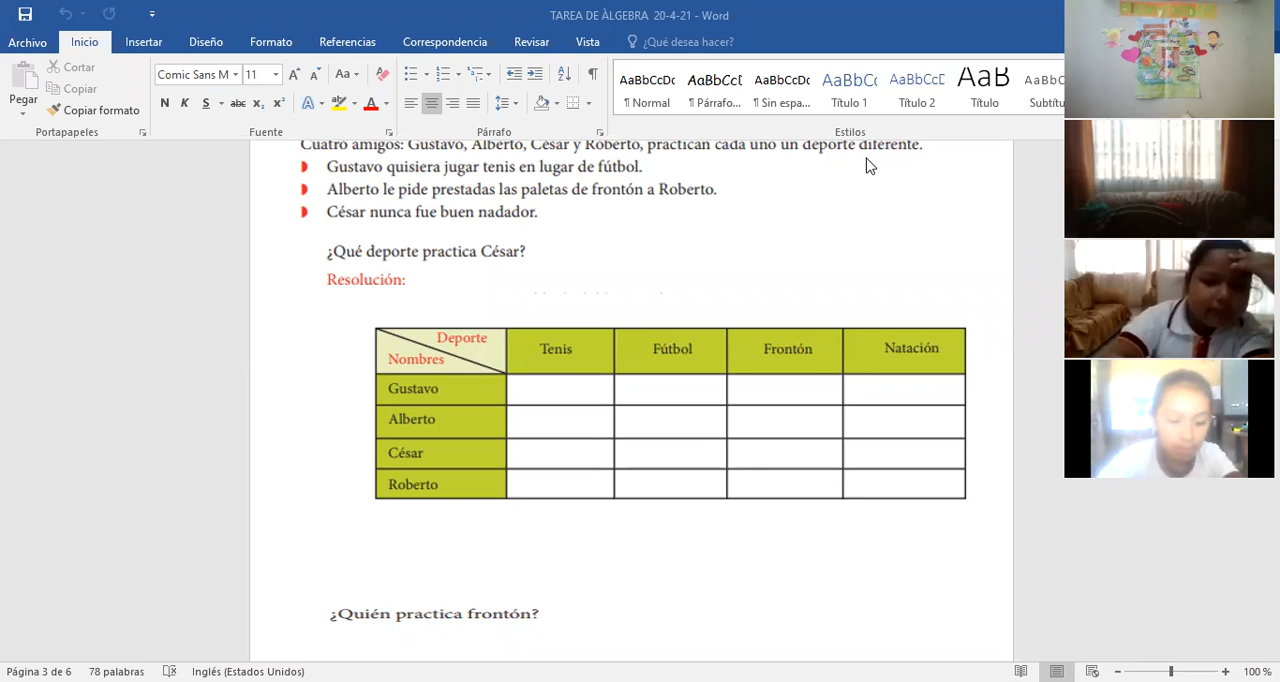 TAREA DE ÀLGEBRA 20-4-21 - Word
Archivo Inicio Insertar Diseño Formato Referencias Correspondencia Revisar Vista ¿Qué desea hacer?
Pegar
Cortar
Copiar
Copiar formato
Comic Sans M 11
Portapapeles Fuente Párrafo Estilos
AaBbCcDc AaBbCcD AaBbCcDc AaBbCc AaBbCcD AaB AaBbCc
¶ Normal ¶ Párrafo... ¶ Sin espa... Título 1 Título 2 Título Subtítu
Cuatro amigos: Gustavo, Alberto, César y Roberto, practican cada uno un deporte diferente.
Gustavo quisiera jugar tenis en lugar de fútbol.
Alberto le pide prestadas las paletas de frontón a Roberto.
César nunca fue buen nadador.
¿Qué deporte practica César?
Resolución:
Deporte
Nombres
Tenis Fútbol Frontón Natación
Gustavo
Alberto
César
Roberto
¿Quién practica frontón?
Página 3 de 6 78 palabras Inglés (Estados Unidos) 100 %